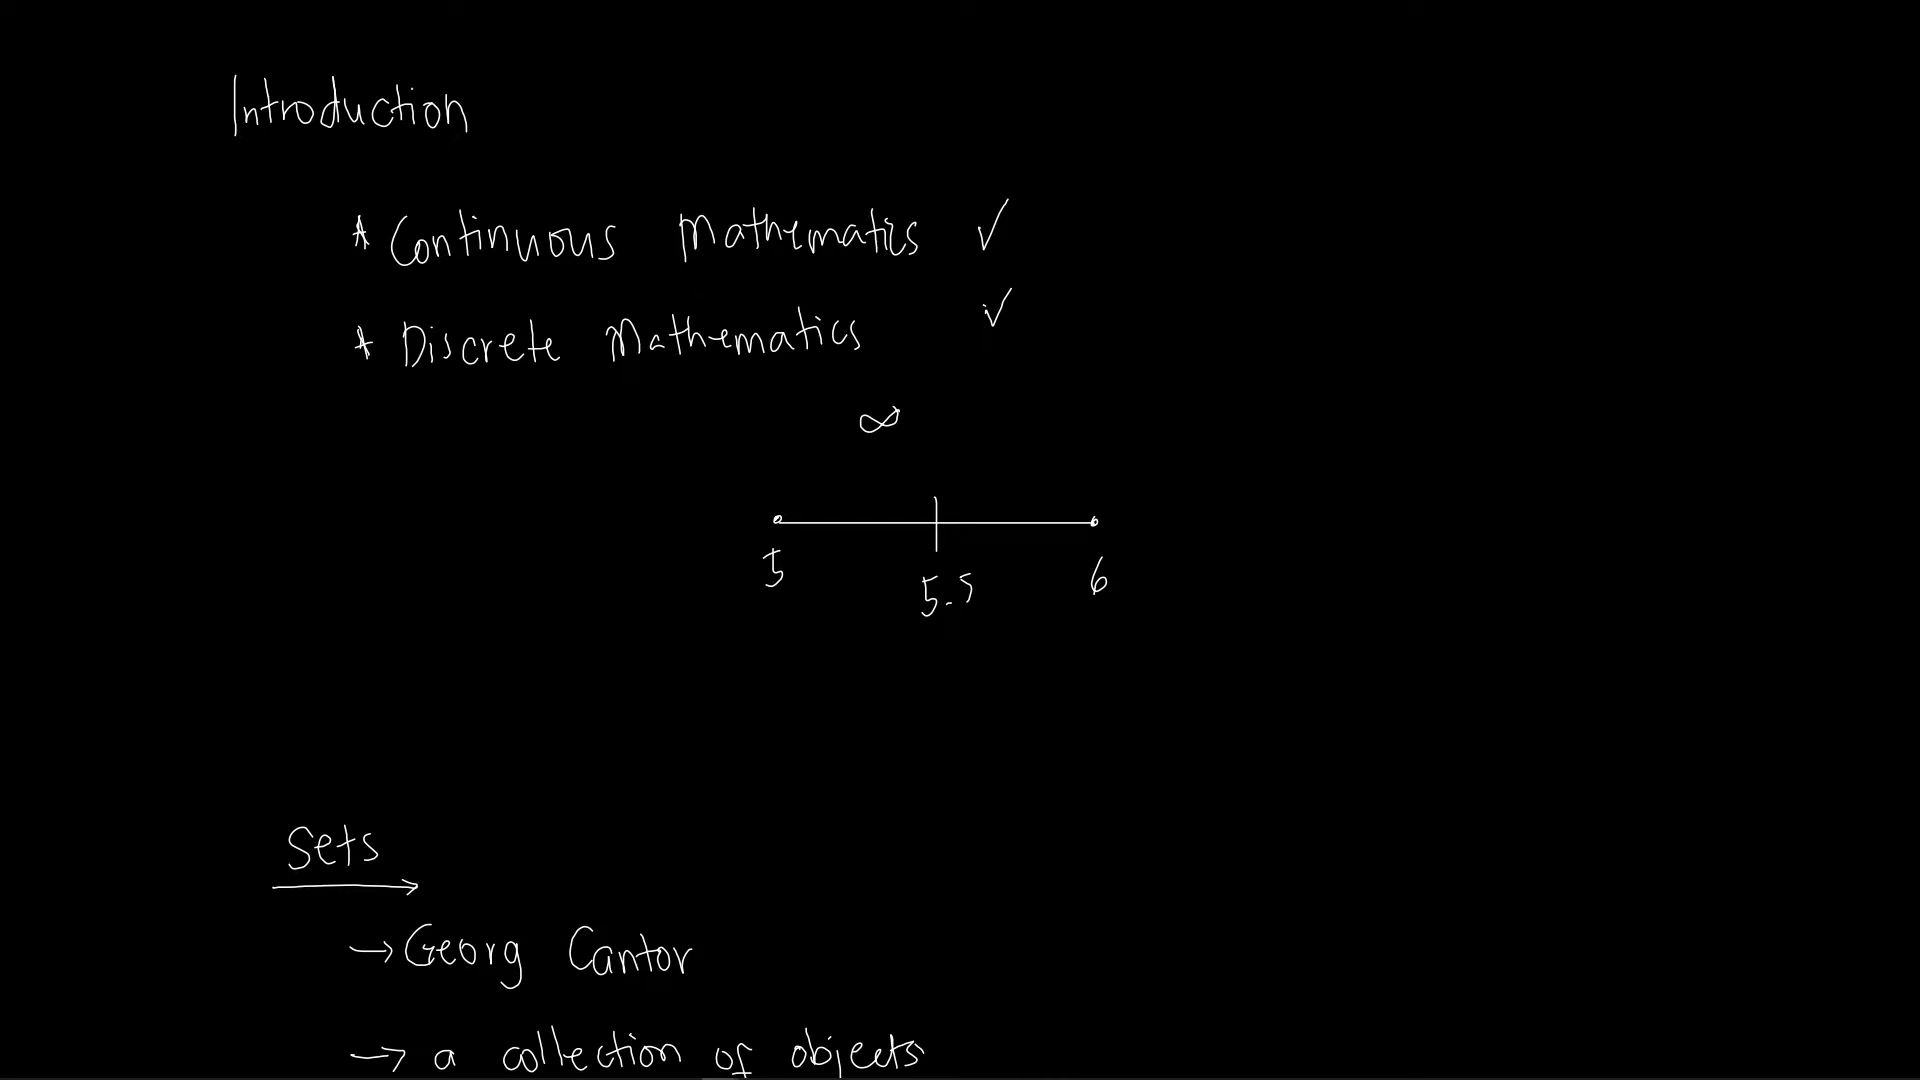 Introduction
* Continuous Mathematics ✓
* Discrete Mathematics ✓
∞
5 5.5 6
Sets
→ Georg Cantor
→ a collection of objects